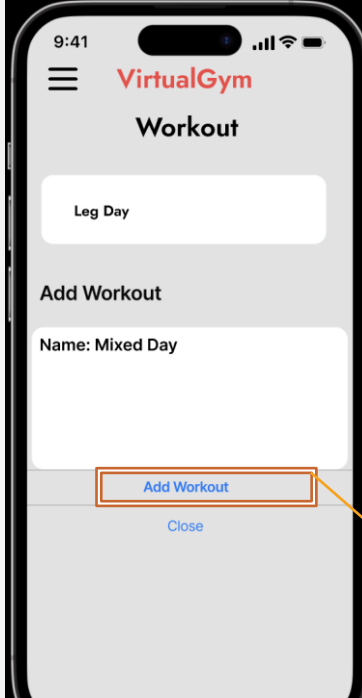 9:41
VirtualGym
Workout
Leg Day
Add Workout
Name: Mixed Day
Add Workout
Close